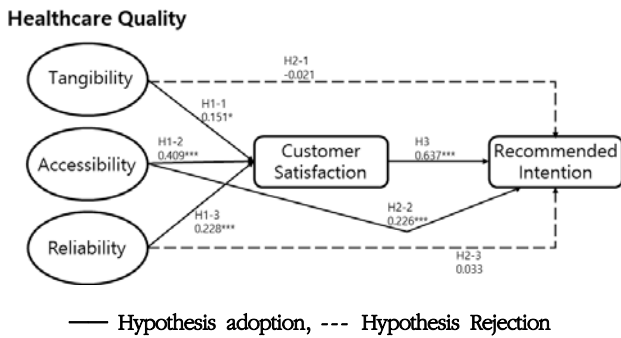 Healthcare Quality
Tangibility
H2-1
-0.021
H1-1
0.151*
Accessibility
H1-2
0.409***
Customer
Satisfaction
H3
0.637***
Recommended
Intention
H2-2
0.226***
H1-3
0.228***
Reliability
H2-3
0.033
—— Hypothesis adoption, --- Hypothesis Rejection